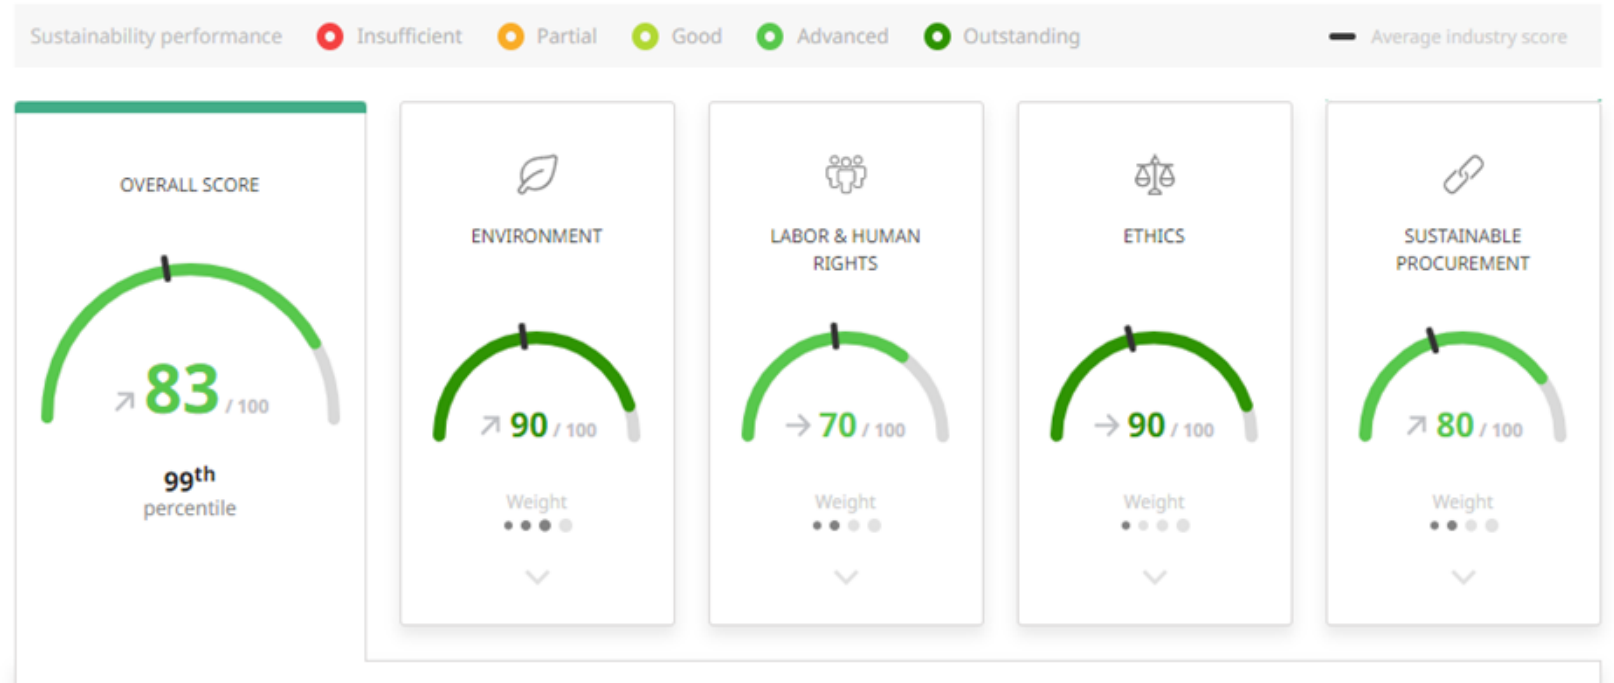 Sustainability performance Insufficient Partial Good Advanced Outstanding Average industry score
OVERALL SCORE
83 / 100
99th
percentile
ENVIRONMENT
90 / 100
Weight
LABOR & HUMAN
RIGHTS
70 / 100
Weight
ETHICS
90 / 100
Weight
SUSTAINABLE
PROCUREMENT
80 / 100
Weight